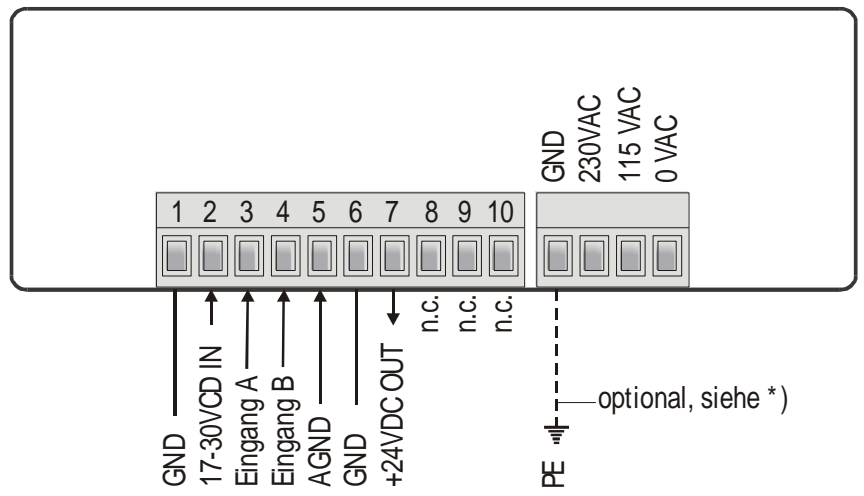 GND
230VAC
115 VAC
0 VAC
1 2 3 4 5 6 7 8 9 10
GND
17-30VCD IN
Eingang A
Eingang B
AGND
GND
+24VDC OUT
n.c.
n.c.
n.c.
optional, siehe *)
PE